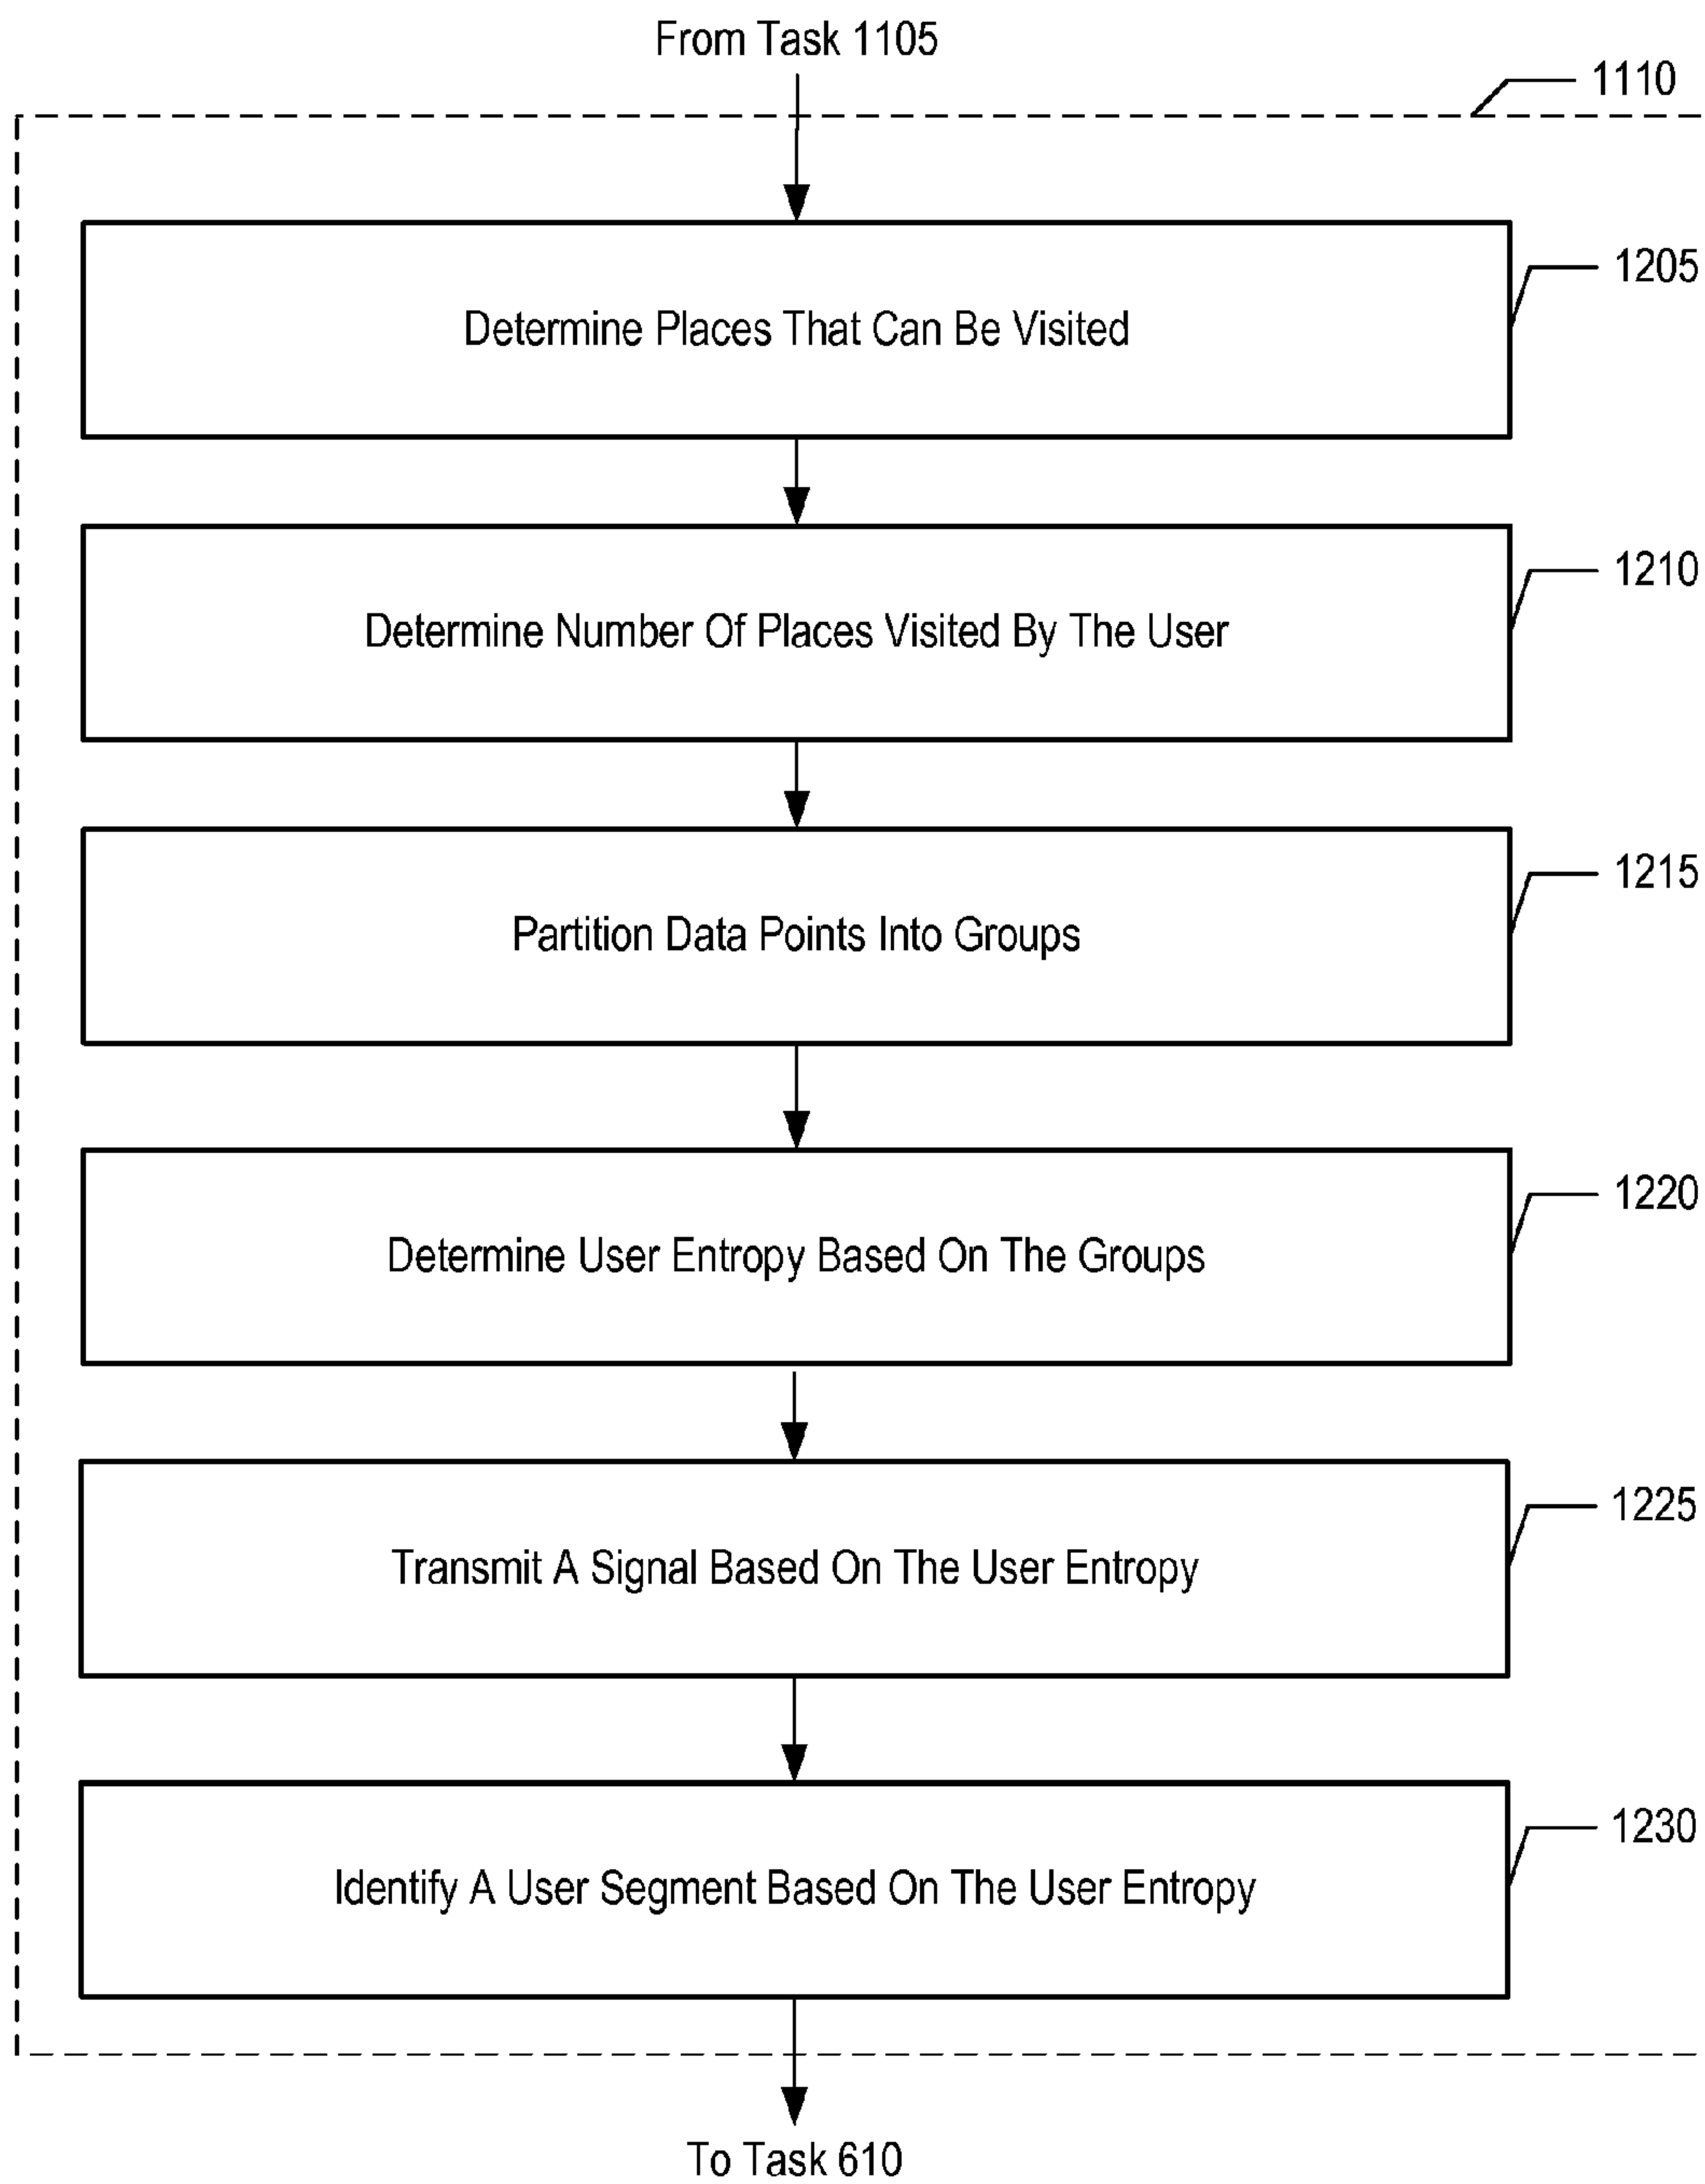 From Task 1105
1110
1205
Determine Places That Can Be Visited
1210
Determine Number Of Places Visited By The User
1215
Partition Data Points Into Groups
1220
Determine User Entropy Based On The Groups
1225
Transmit A Signal Based On The User Entropy
1230
Identify A User Segment Based On The User Entropy
To Task 610